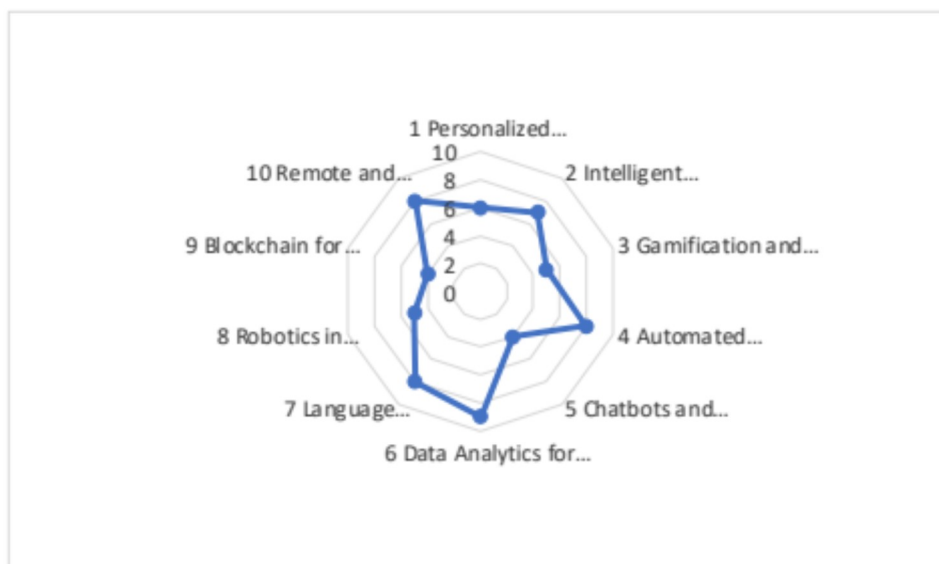 1 Personalized...
10
10 Remote and...
2 Intelligent...
8
6
9 Blockchain for...
3 Gamification and...
4
2
0
8 Robotics in...
4 Automated...
7 Language...
5 Chatbots and...
6 Data Analytics for...